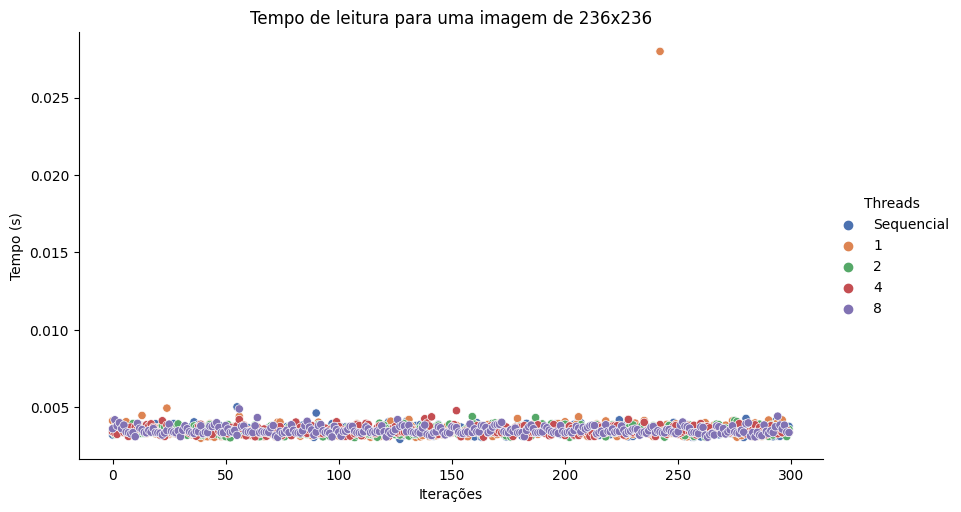 Tempo de leitura para uma imagem de 236x236
0.025
0.020
0.015
0.010
0.005
Tempo (s)
0 50 100 150 200 250 300
Iterações
Threads
Sequencial
1
2
4
8